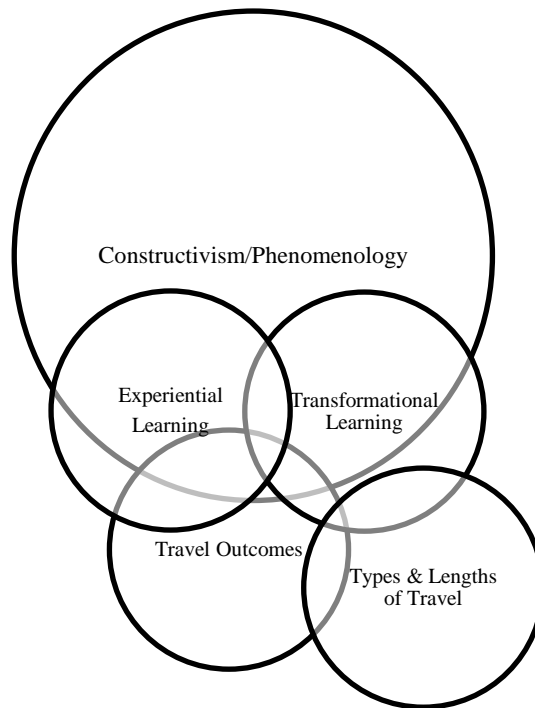 Constructivism/Phenomenology
Experiential
Learning
Transformational
Learning
Travel Outcomes
Types & Lengths
of Travel